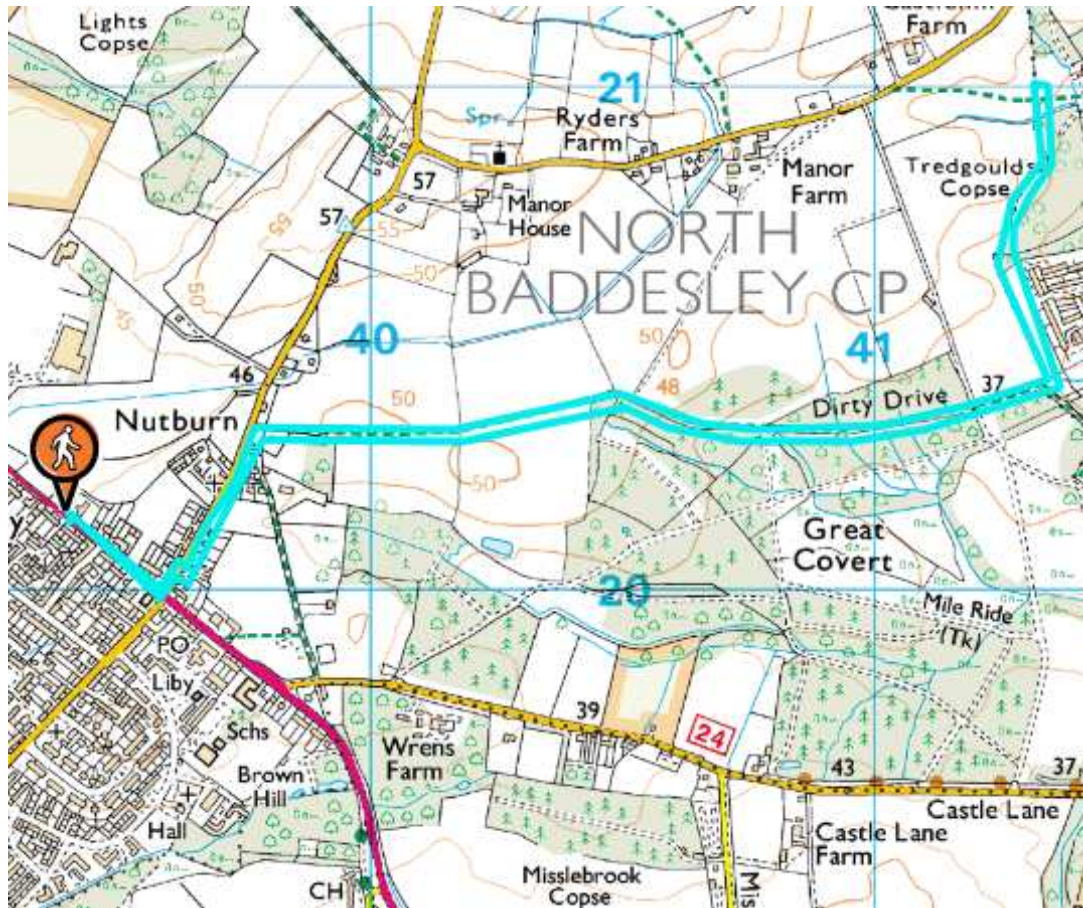 Lights
Copse
Farm
21
Spr
Ryders
Farm
57
Manor
Farm
Tredgoulds
Copse
57
55
Manor
House
65
50
50
NORTH
BADDESLEY CP
45
40
50
41
46
50
48
37
Dirty Drive
Nutburn
50
y
Great
Covert
20
Mile Ride
(Tk)
PO
Liby
39
24
Schs
Wrens
Farm
43
37
Brown
Hill
Castle Lane
Hall
Castle Lane
Farm
CH
Misslebrook
Copse
Mis